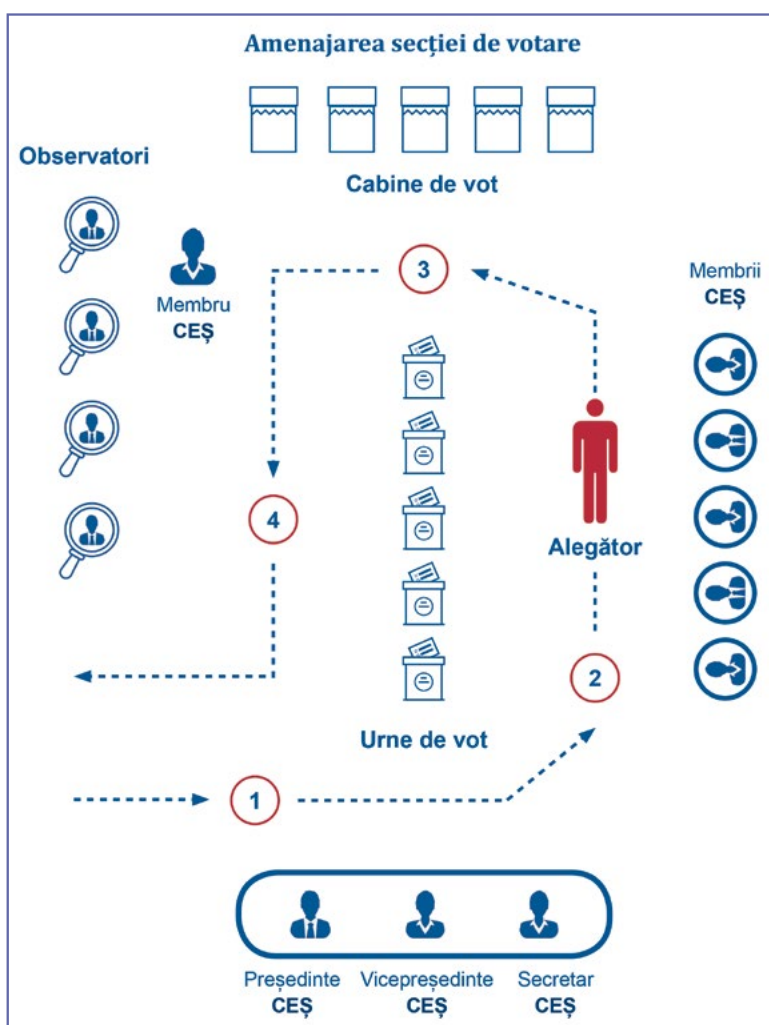 Amenajarea secției de votare
Cabine de vot
Observatori
Membru
CEȘ
3
Membrii
CEȘ
4
Alegător
2
Urne de vot
1
Președinte
CEȘ
Vicepreședinte
CEȘ
Secretar
CEȘ